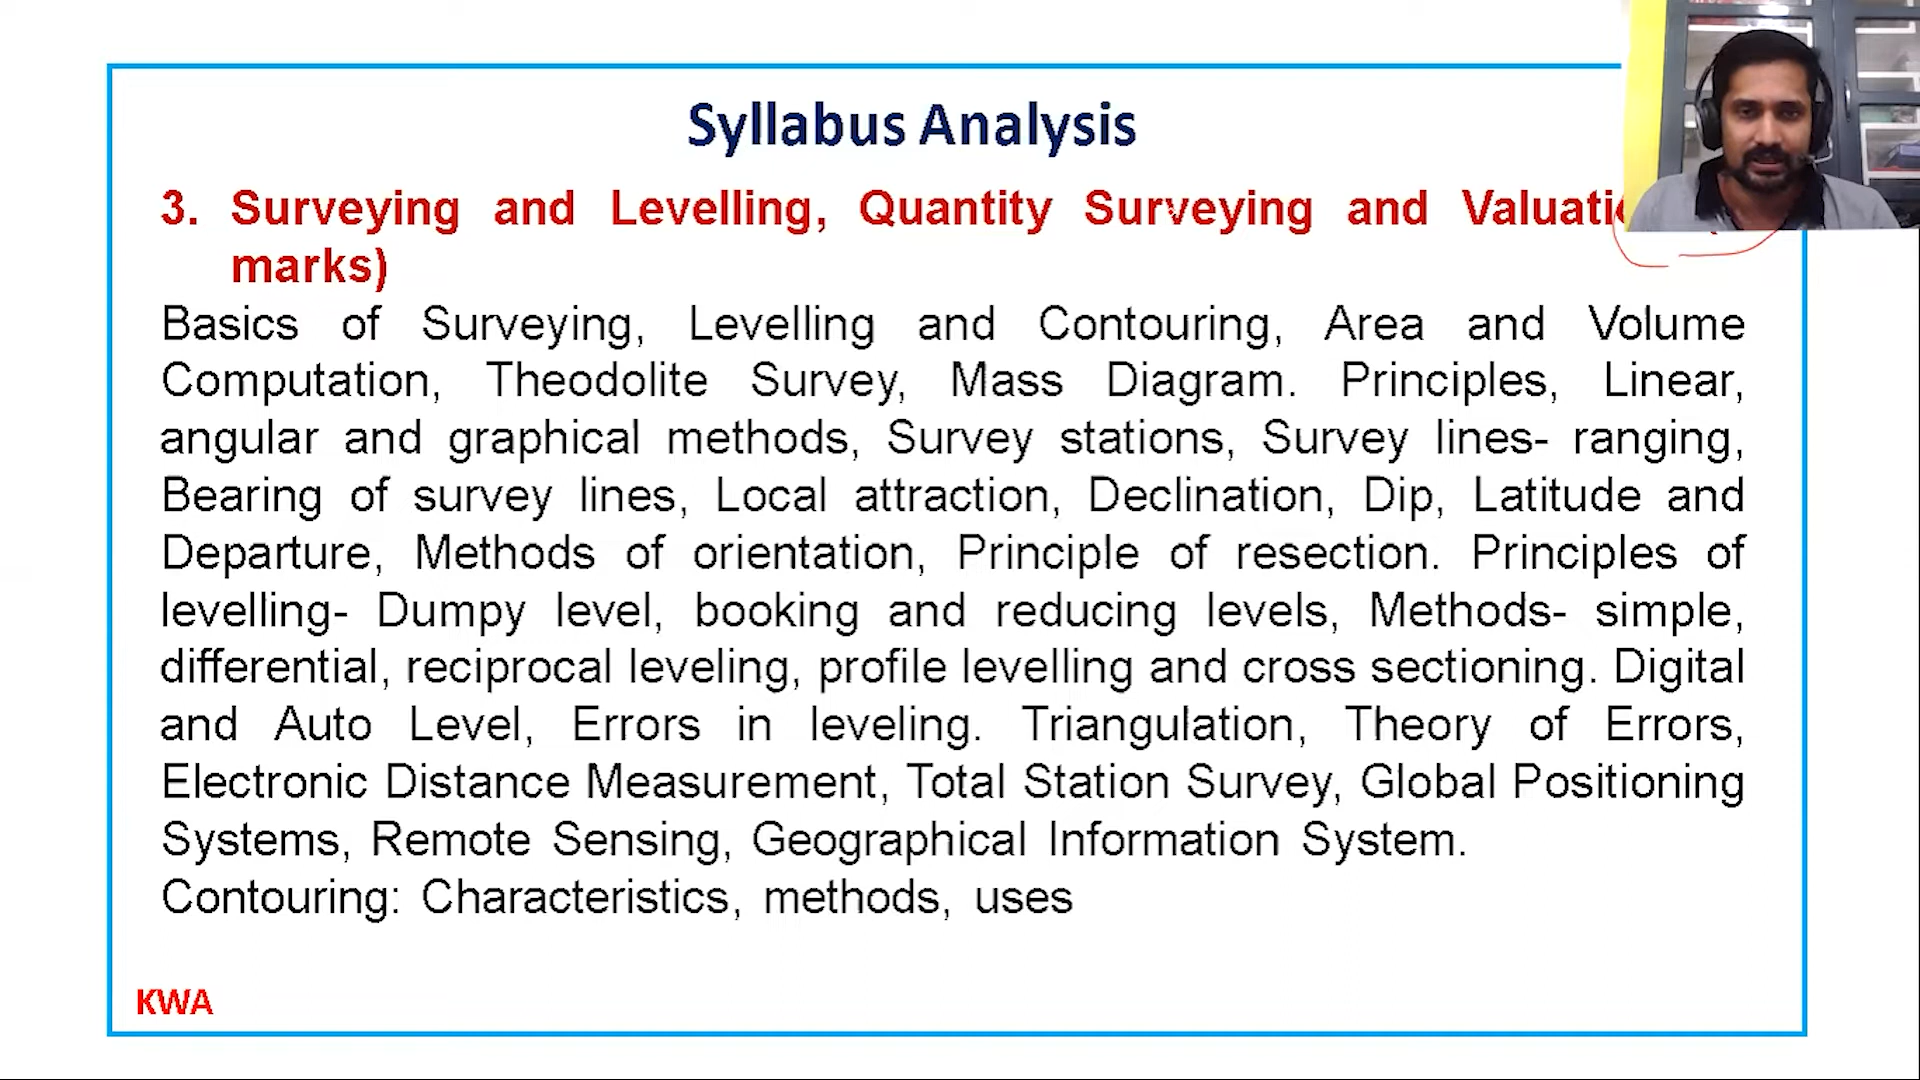 Syllabus Analysis
3. Surveying and Levelling, Quantity Surveying and
marks)
Basics of Surveying, Levelling and Contouring, Area and Volume
Computation, Theodolite Survey, Mass Diagram. Principles, Linear,
angular and graphical methods, Survey stations, Survey lines- ranging,
Bearing of survey lines, Local attraction, Declination, Dip, Latitude and
Departure, Methods of orientation, Principle of resection. Principles of
levelling- Dumpy level, booking and reducing levels, Methods- simple,
differential, reciprocal leveling, profile levelling and cross sectioning. Digital
and Auto Level, Errors in leveling. Triangulation, Theory of Errors,
Electronic Distance Measurement, Total Station Survey, Global Positioning
Systems, Remote Sensing, Geographical Information System.
Contouring: Characteristics, methods, uses
KWA